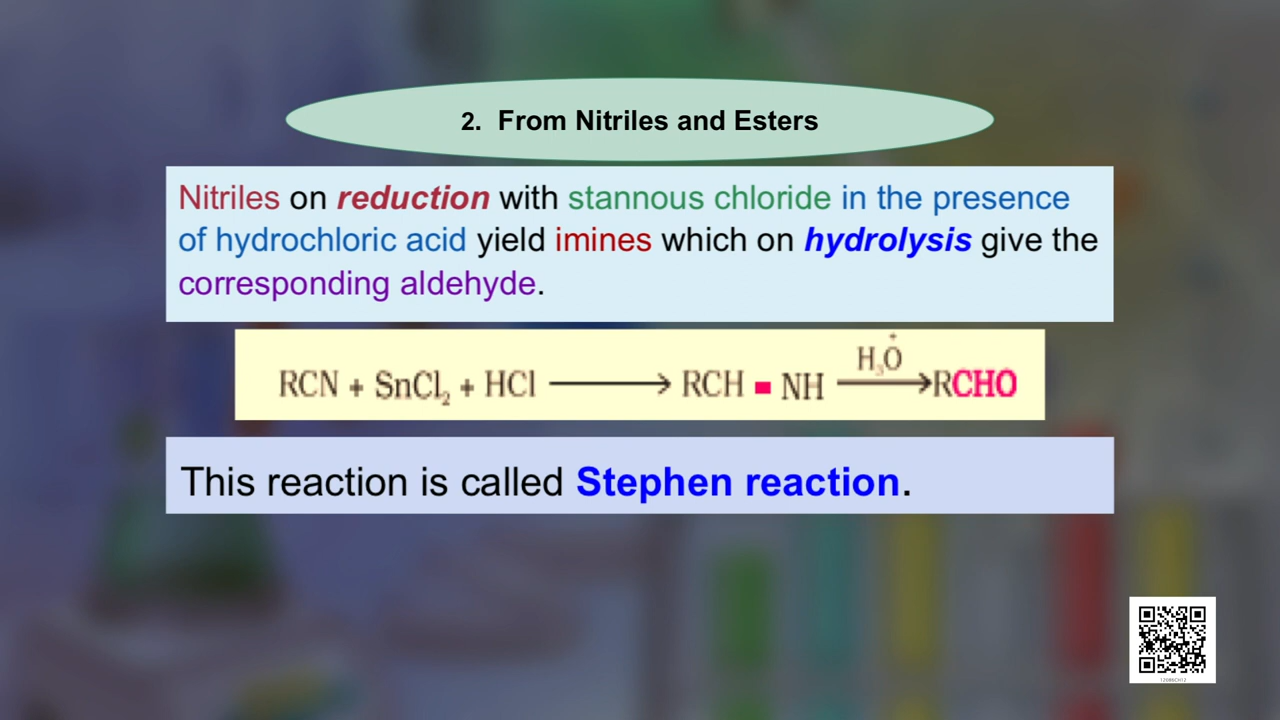 2. From Nitriles and Esters
Nitriles on reduction with stannous chloride in the presence
of hydrochloric acid yield imines which on hydrolysis give the
corresponding aldehyde.
RCN + SnCl₂ + HCl ⟶ RCH = NH —H₃O⁺→ RCHO
This reaction is called Stephen reaction.